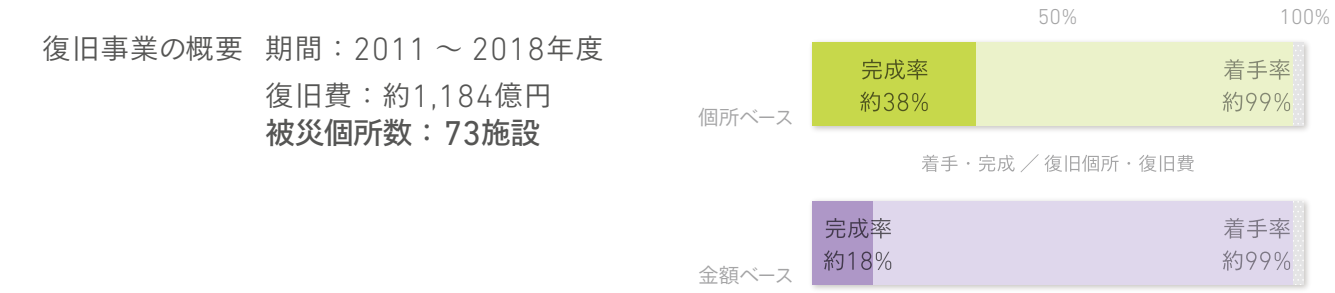 復旧事業の概要 期間：2011 ～ 2018年度
復旧費：約1,184億円
被災個所数：73施設
50% 100%
個所ベース
完成率
約38%
着手率
約99%
着手・完成 ／ 復旧個所・復旧費
金額ベース
完成率
約18%
着手率
約99%